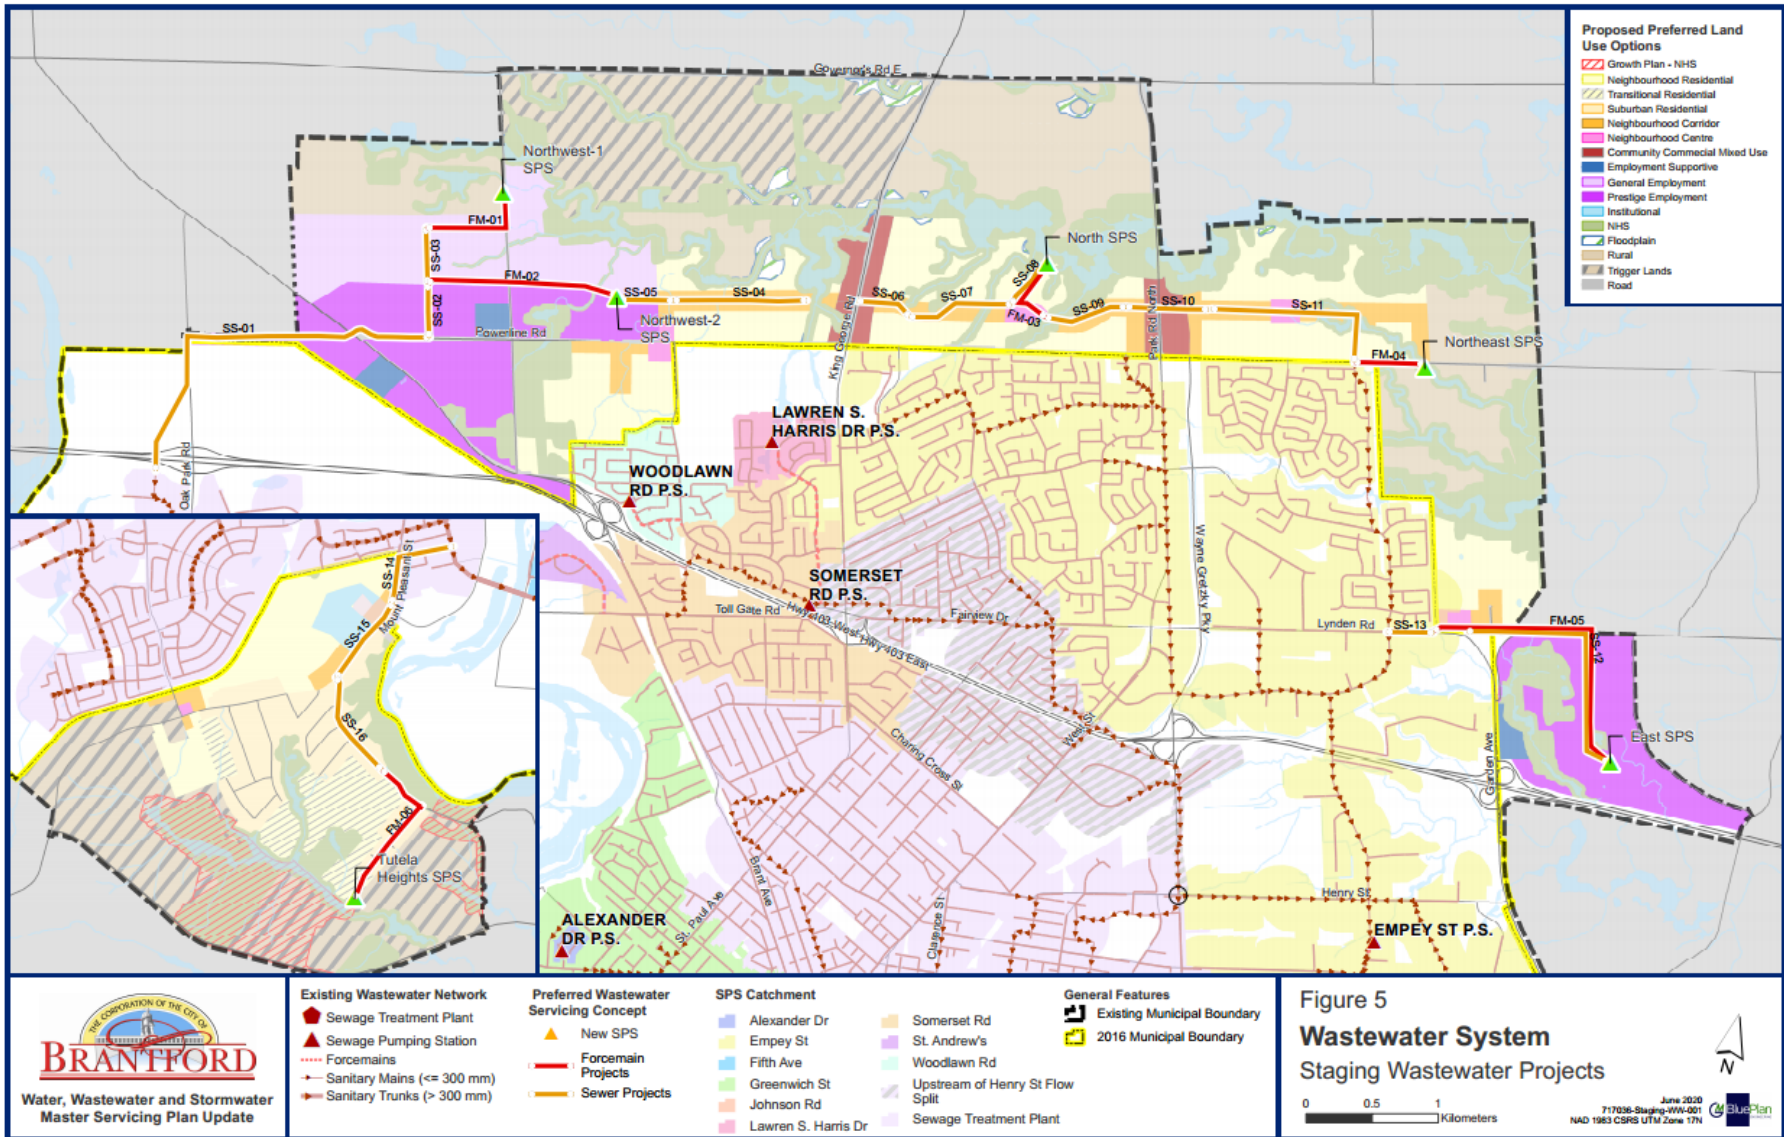 Governor's Rd E
Northwest-1
SPS
FM-01
SS-03
FM-02
SS-02
SS-05
SS-04
Northwest-2
SPS
SS-01
Powerline Rd
King George Rd
SS-06
SS-07
SS-08
North SPS
FM-03
SS-09
Park Rd North
SS-10
SS-11
Northeast SPS
FM-04
Oak Park Rd
LAWREN S.
HARRIS DR P.S.
WOODLAWN
RD P.S.
SOMERSET
RD P.S.
Toll Gate Rd
Hwy 403 West
Hwy 403 East
Fairview Dr
Wayne Gretzky Pky
Lynden Rd
SS-13
FM-05
SS-12
East SPS
Garden Ave
West St
Charing Cross St
Brant Ave
St. Paul Ave
Clarence St
Henry St
ALEXANDER
DR P.S.
EMPEY ST P.S.
SS-14
Mount Pleasant St
SS-15
SS-16
FM-06
Tutela
Heights SPS
Proposed Preferred Land
Use Options
Growth Plan - NHS
Neighbourhood Residential
Transitional Residential
Suburban Residential
Neighbourhood Corridor
Neighbourhood Centre
Community Commecial Mixed Use
Employment Supportive
General Employment
Prestige Employment
Institutional
NHS
Floodplain
Rural
Trigger Lands
Road
THE CORPORATION OF THE CITY OF
BRANTFORD
Water, Wastewater and Stormwater
Master Servicing Plan Update
Existing Wastewater Network
Sewage Treatment Plant
Sewage Pumping Station
Forcemains
Sanitary Mains (<= 300 mm)
Sanitary Trunks (> 300 mm)
Preferred Wastewater
Servicing Concept
New SPS
Forcemain
Projects
Sewer Projects
SPS Catchment
Alexander Dr
Empey St
Fifth Ave
Greenwich St
Johnson Rd
Lawren S. Harris Dr
Somerset Rd
St. Andrew's
Woodlawn Rd
Upstream of Henry St Flow
Split
Sewage Treatment Plant
General Features
Existing Municipal Boundary
2016 Municipal Boundary
Figure 5
Wastewater System
Staging Wastewater Projects
0 0.5 1
Kilometers
N
June 2020
717036-Staging-WW-001
NAD 1983 CSRS UTM Zone 17N
BluePlan